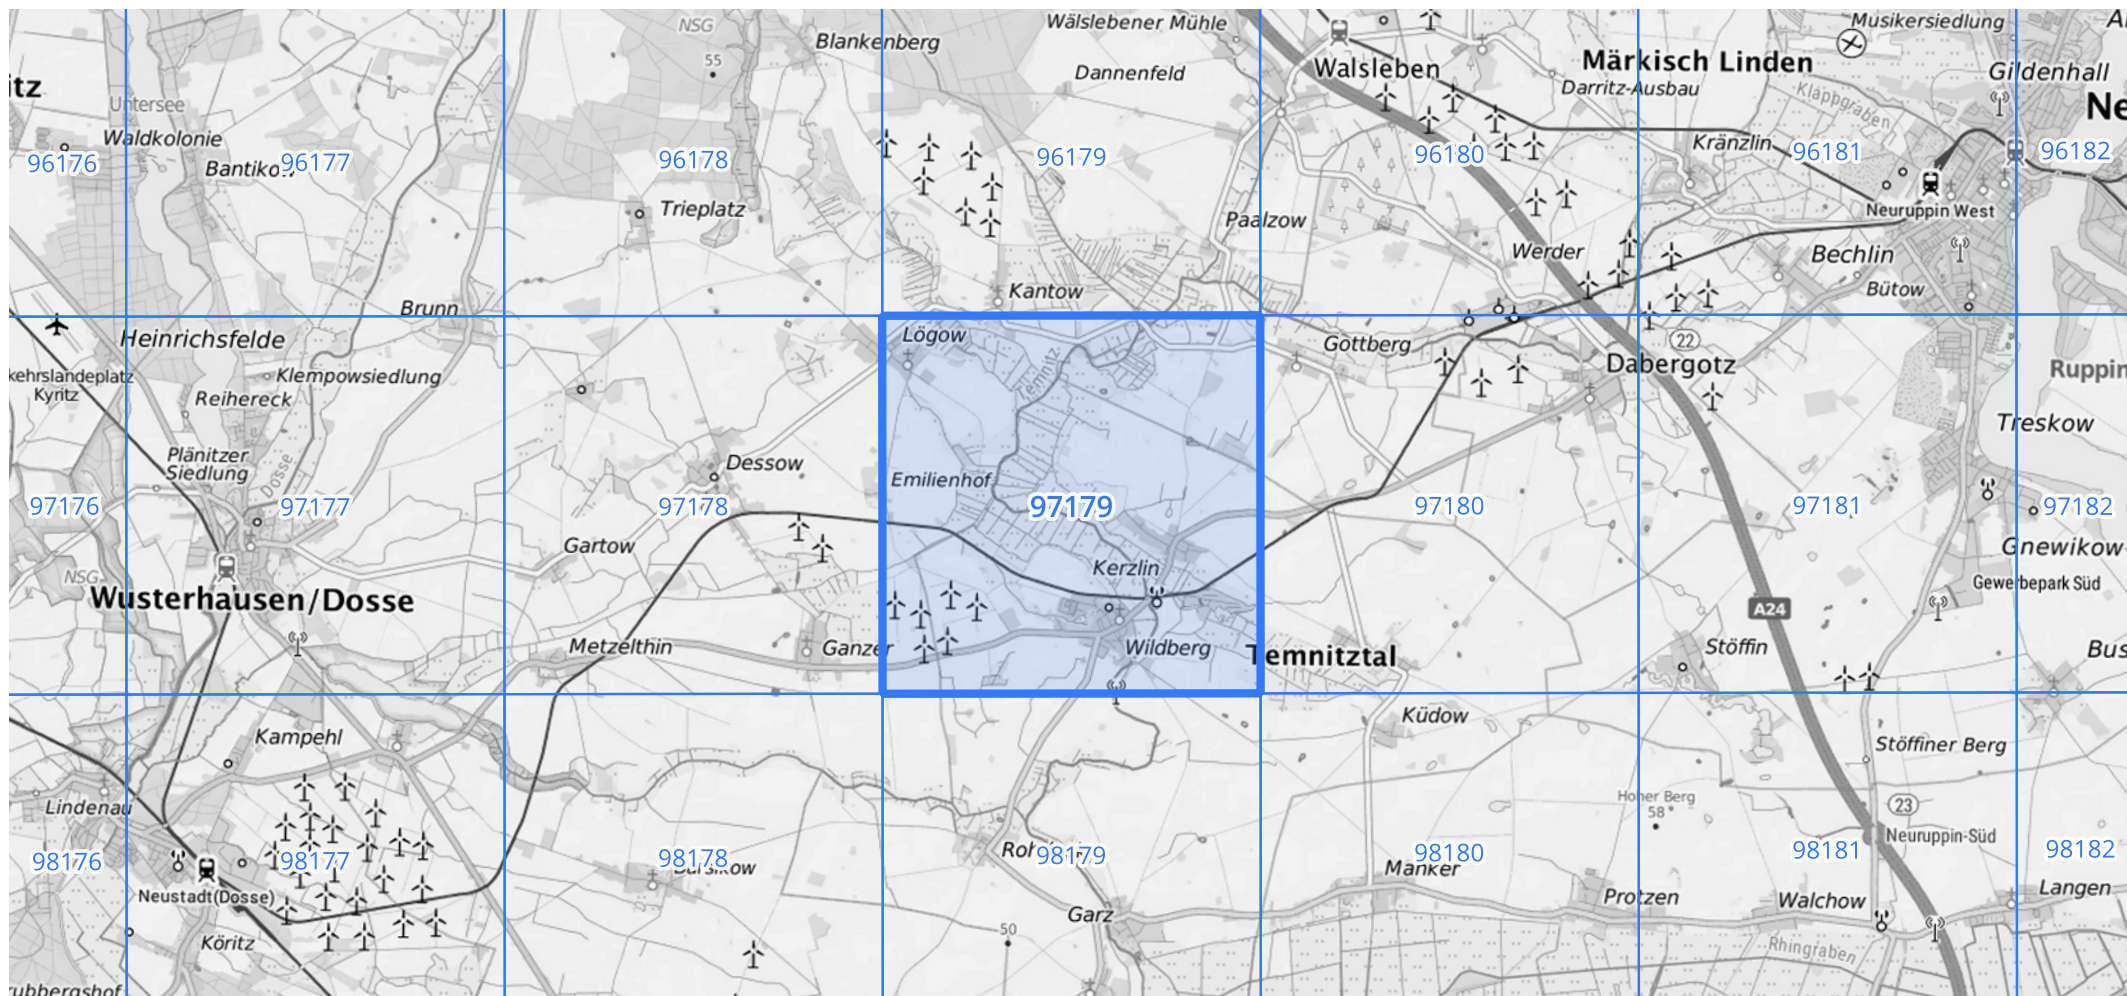 NSG
Wälslebener Mühle
Musikersiedlung
Blankenberg
55
Dannenfeld
Walsleben
Märkisch Linden
Gildenhall
itz
Untersee
Darritz-Ausbau
Klappgraben
Ne
Waldkolonie
Bantikow
96176
96177
96178
96179
96180
Kränzlin
96181
96182
Trieplatz
Paalzow
Neuruppin West
Werder
Bechlin
Kantow
Bütow
Brunn
Heinrichsfelde
Lögow
Gottberg
22
Dabergotz
kehrslandeplatz
Kyritz
Klempowsiedlung
Reihereck
Temnitz
Ruppin
Treskow
Plänitzer
Siedlung
Dosse
Dessow
Emilienhof
97176
97177
97178
97179
97180
97181
97182
Gartow
Kerzlin
Gnewikow
Gewerbepark Süd
NSG
Wusterhausen/Dosse
A24
Metzelthin
Ganzer
Wildberg
Temnitztal
Stöffin
Bus
Küdow
Kampehl
Stöffiner Berg
Lindenau
Hoher Berg
58
23
Neuruppin-Süd
98176
98177
98178
98179
98180
98181
98182
Manker
Neustadt(Dosse)
Protzen
Walchow
Langen
Garz
50
Köritz
Rhingraben
rubbergshof